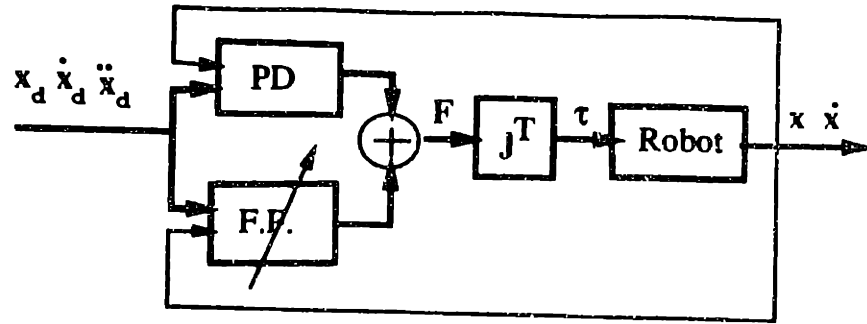 x_d ẋ_d ẍ_d
PD
F
J^T
τ
Robot
x ẋ
+
F.F.